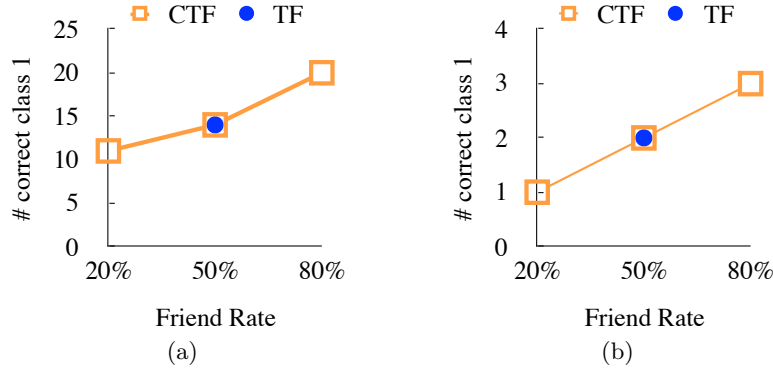 CTF TF
# correct class 1
25
20
15
10
5
0
20% 50% 80%
Friend Rate
(a)
CTF TF
# correct class 1
4
3
2
1
0
20% 50% 80%
Friend Rate
(b)